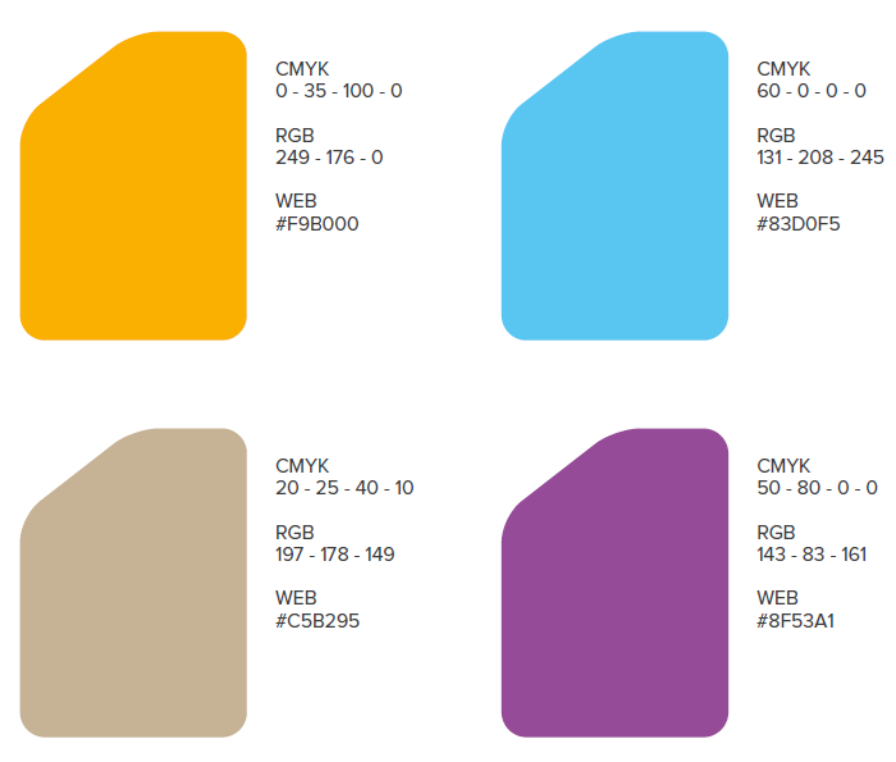 CMYK
0 - 35 - 100 - 0
RGB
249 - 176 - 0
WEB
#F9B000
CMYK
60 - 0 - 0 - 0
RGB
131 - 208 - 245
WEB
#83D0F5
CMYK
20 - 25 - 40 - 10
RGB
197 - 178 - 149
WEB
#C5B295
CMYK
50 - 80 - 0 - 0
RGB
143 - 83 - 161
WEB
#8F53A1